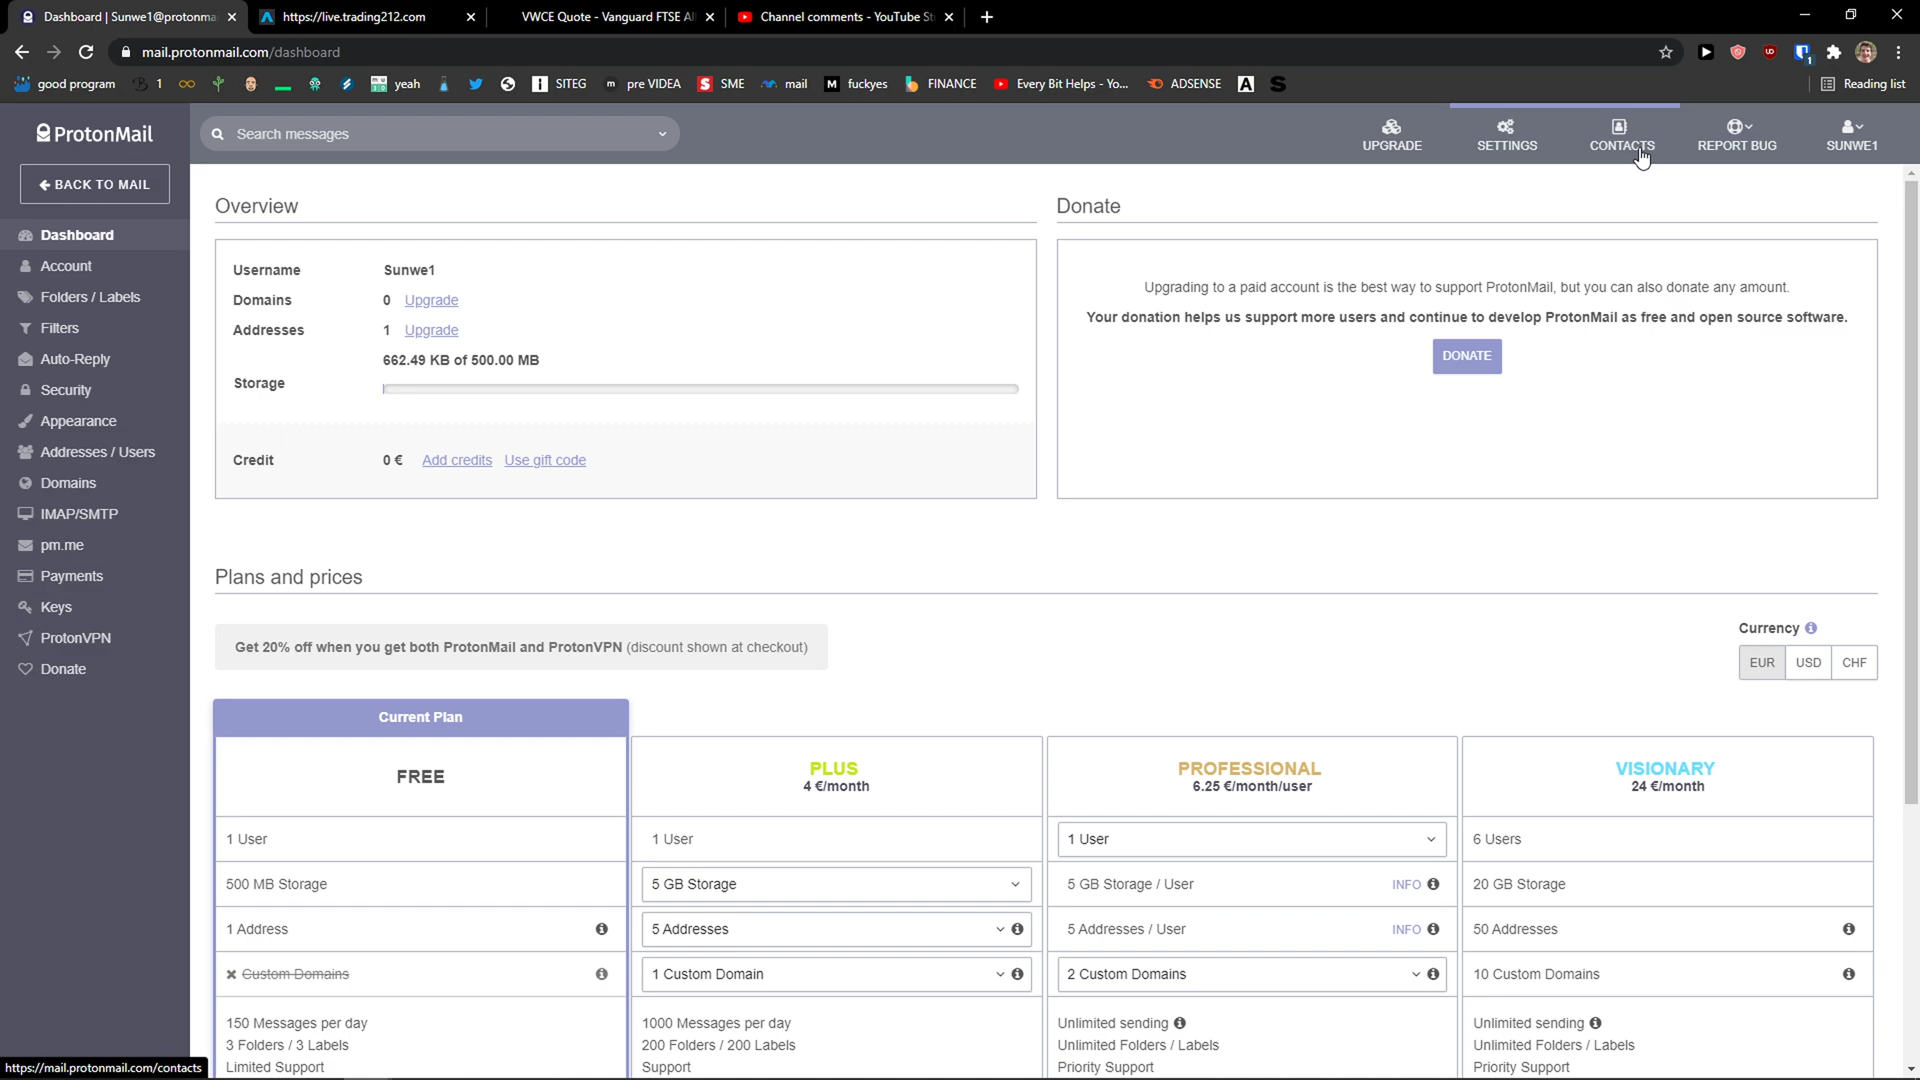 Dashboard | Sunwe1@protonma
https://live.trading212.com
VWCE Quote - Vanguard FTSE Al
Channel comments - YouTube St
mail.protonmail.com/dashboard
good program
1
yeah
SITEG
pre VIDEA
SME
mail
fuckyes
FINANCE
Every Bit Helps - Yo...
ADSENSE
Reading list
ProtonMail
Search messages
UPGRADE
SETTINGS
CONTACTS
REPORT BUG
SUNWE1
BACK TO MAIL
Dashboard
Account
Folders / Labels
Filters
Auto-Reply
Security
Appearance
Addresses / Users
Domains
IMAP/SMTP
pm.me
Payments
Keys
ProtonVPN
Donate
Overview
Username Sunwe1
Domains 0 Upgrade
Addresses 1 Upgrade
662.49 KB of 500.00 MB
Storage
Credit 0 € Add credits Use gift code
Donate
Upgrading to a paid account is the best way to support ProtonMail, but you can also donate any amount.
Your donation helps us support more users and continue to develop ProtonMail as free and open source software.
DONATE
Plans and prices
Get 20% off when you get both ProtonMail and ProtonVPN (discount shown at checkout)
Currency
EUR USD CHF
Current Plan
FREE
1 User
500 MB Storage
1 Address
Custom Domains
150 Messages per day
3 Folders / 3 Labels
Limited Support
PLUS
4 €/month
1 User
5 GB Storage
5 Addresses
1 Custom Domain
1000 Messages per day
200 Folders / 200 Labels
Support
PROFESSIONAL
6.25 €/month/user
1 User
5 GB Storage / User INFO
5 Addresses / User INFO
2 Custom Domains
Unlimited sending
Unlimited Folders / Labels
Priority Support
VISIONARY
24 €/month
6 Users
20 GB Storage
50 Addresses
10 Custom Domains
Unlimited sending
Unlimited Folders / Labels
Priority Support
https://mail.protonmail.com/contacts